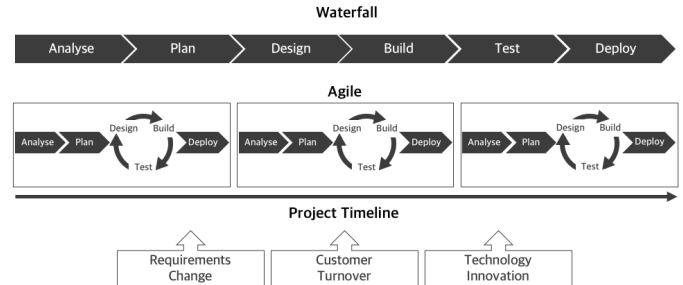 Waterfall
Analyse Plan Design Build Test Deploy
Agile
Design Build Design Build Design Build
Analyse Plan Deploy Analyse Plan Deploy Analyse Plan Deploy
Test Test Test
Project Timeline
Requirements Customer Technology
Change Turnover Innovation